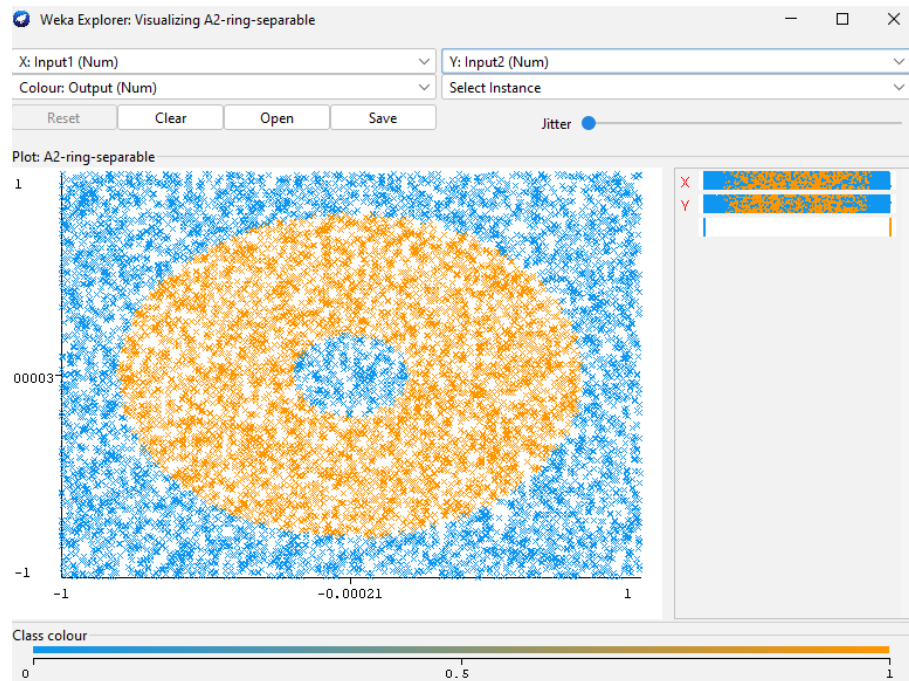 Weka Explorer: Visualizing A2-ring-separable
X: Input1 (Num)
Y: Input2 (Num)
Colour: Output (Num)
Select Instance
Reset
Clear
Open
Save
Jitter
Plot: A2-ring-separable
1
00003
-1
-1
-0.00021
1
X
Y
Class colour
0
0.5
1